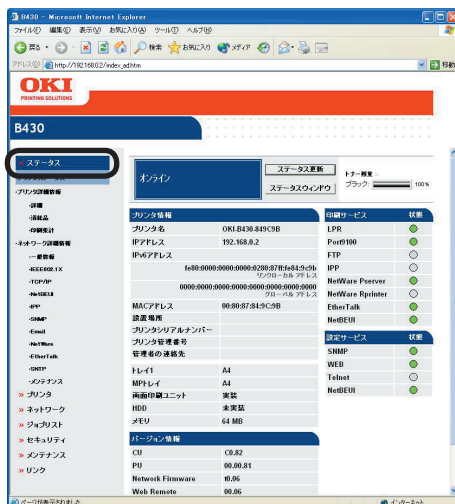 B430 - Microsoft Internet Explorer
ファイル(F) 編集(E) 表示(V) お気に入り(A) ツール(T) ヘルプ(H)
戻る 検索 お気に入り メディア
アドレス(D) http://192.168.0.2/index_ad.htm 移動
OKI
PRINTING SOLUTIONS
B430
ステータス
オンライン
ステータス更新
ステータスウィンドウ
トナー残量:
ブラック: 100%
-プリンタ詳細情報
-詳細
-消耗品
-印刷集計
-ネットワーク詳細情報
-一般情報
-IEEE802.1X
-TCP/IP
-NetBEUI
-IPP
-SNMP
-Email
-NetWare
-EtherTalk
-SNTP
-メンテナンス
» プリンタ
» ネットワーク
» ジョブリスト
» セキュリティ
» メンテナンス
» リンク
プリンタ情報
プリンタ名 OKI-B430-849C9B
IPアドレス 192.168.0.2
IPv6アドレス
fe80:0000:0000:0000:0280:87ff:fe84:9c9b
リンクローカル アドレス
0000:0000:0000:0000:0000:0000:0000:0000
グローバル アドレス
MACアドレス 00:80:87:84:9C:9B
設置場所
プリンタシリアルナンバー
プリンタ管理番号
管理者の連絡先
トレイ1 A4
MPトレイ A4
両面印刷ユニット 実装
HDD 未実装
メモリ 64 MB
バージョン情報
CU C0.82
PU 00.00.81
Network Firmware t0.06
Web Remote 00.06
印刷サービス 状態
LPR
Port9100
FTP
IPP
NetWare Pserver
NetWare Rprinter
EtherTalk
NetBEUI
設定サービス 状態
SNMP
WEB
Telnet
NetBEUI
ページが表示されました
インターネット